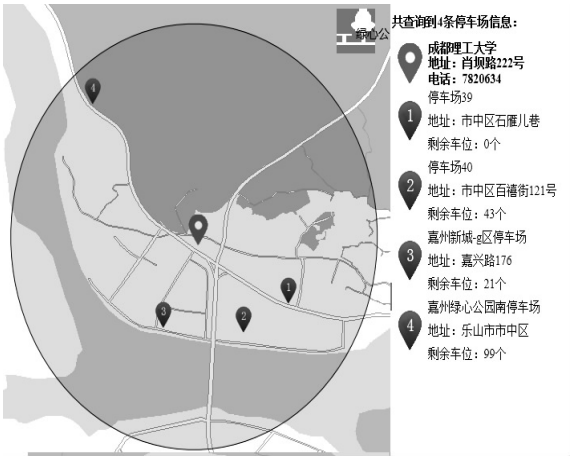 绿心公
共查询到4条停车场信息：
成都理工大学
地址：肖坝路222号
电话：7820634
停车场39
1
地址：市中区石雁儿巷
剩余车位：0个
停车场40
2
地址：市中区百禧街121号
剩余车位：43个
嘉州新城-g区停车场
3
地址：嘉兴路176
剩余车位：21个
嘉州绿心公园南停车场
4
地址：乐山市市中区
剩余车位：99个
4
1
3
2